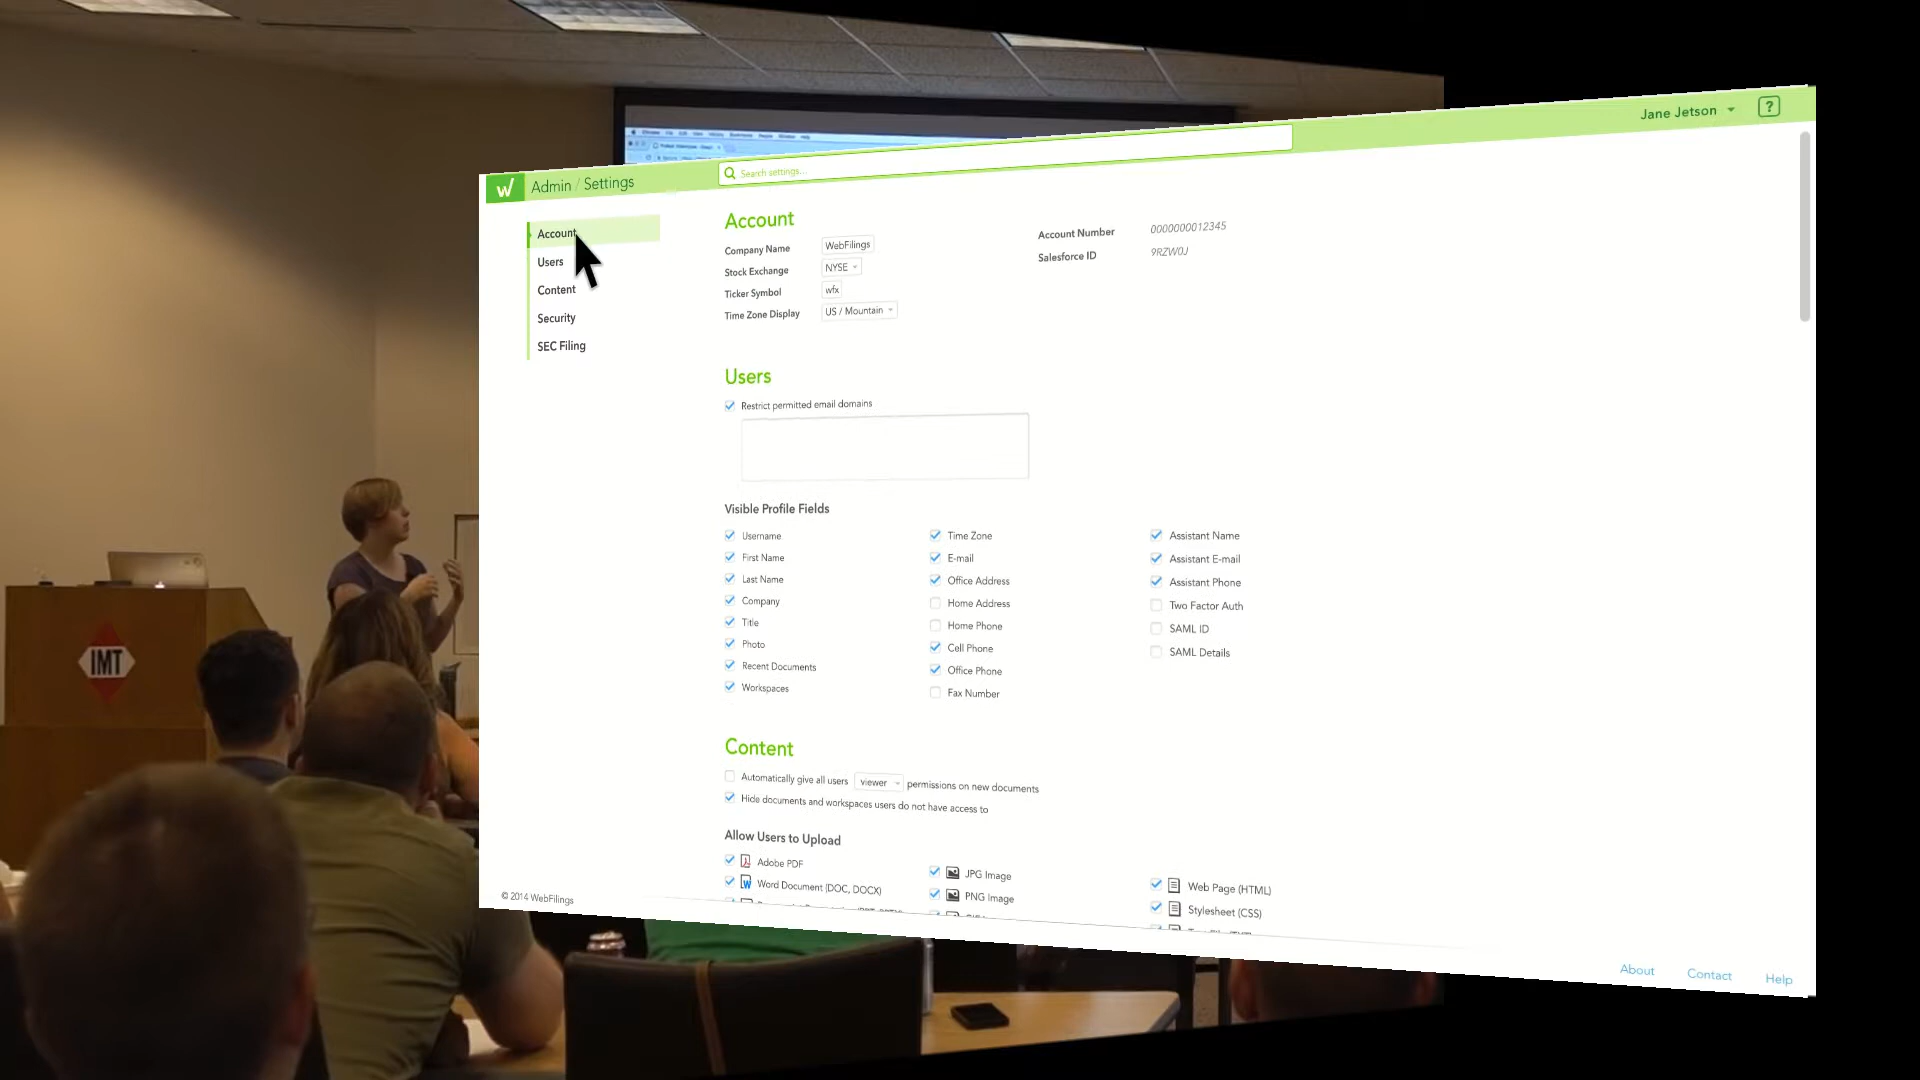 Jane Jetson
?
w
Admin / Settings
Search settings...
Account
Users
Content
Security
SEC Filing
Account
Company Name WebFilings
Stock Exchange NYSE
Ticker Symbol wfx
Time Zone Display US / Mountain
Account Number 0000000012345
Salesforce ID 9RZW0J
Users
Restrict permitted email domains
Visible Profile Fields
Username
First Name
Last Name
Company
Title
Photo
Recent Documents
Workspaces
Time Zone
E-mail
Office Address
Home Address
Home Phone
Cell Phone
Office Phone
Fax Number
Assistant Name
Assistant E-mail
Assistant Phone
Two Factor Auth
SAML ID
SAML Details
Content
Automatically give all users viewer permissions on new documents
Hide documents and workspaces users do not have access to
Allow Users to Upload
Adobe PDF
Word Document (DOC, DOCX)
JPG Image
PNG Image
Web Page (HTML)
Stylesheet (CSS)
© 2014 WebFilings
About Contact Help
IMT